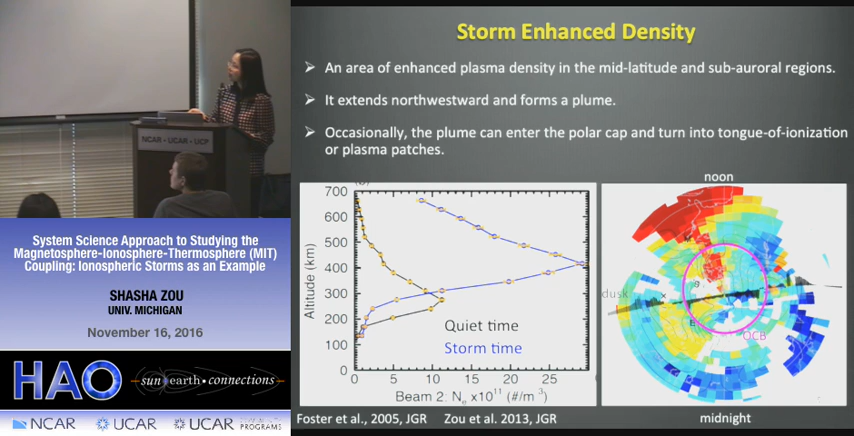 NCAR • UCAR • UCP
System Science Approach to Studying the
Magnetosphere-Ionosphere-Thermosphere (MIT)
Coupling: Ionospheric Storms as an Example
SHASHA ZOU
UNIV. MICHIGAN
November 16, 2016
HAO
sun earth • connections
NCAR
UCAR
UCAR
PROGRAMS
Storm Enhanced Density
An area of enhanced plasma density in the mid-latitude and sub-auroral regions.
It extends northwestward and forms a plume.
Occasionally, the plume can enter the polar cap and turn into tongue-of-ionization
or plasma patches.
700
600
500
400
300
200
100
0
Altitude (km)
Quiet time
Storm time
0 5 10 15 20 25
Beam 2: Ne x10^11 (#/m^3)
noon
dusk
OCB
midnight
Foster et al., 2005, JGR Zou et al. 2013, JGR